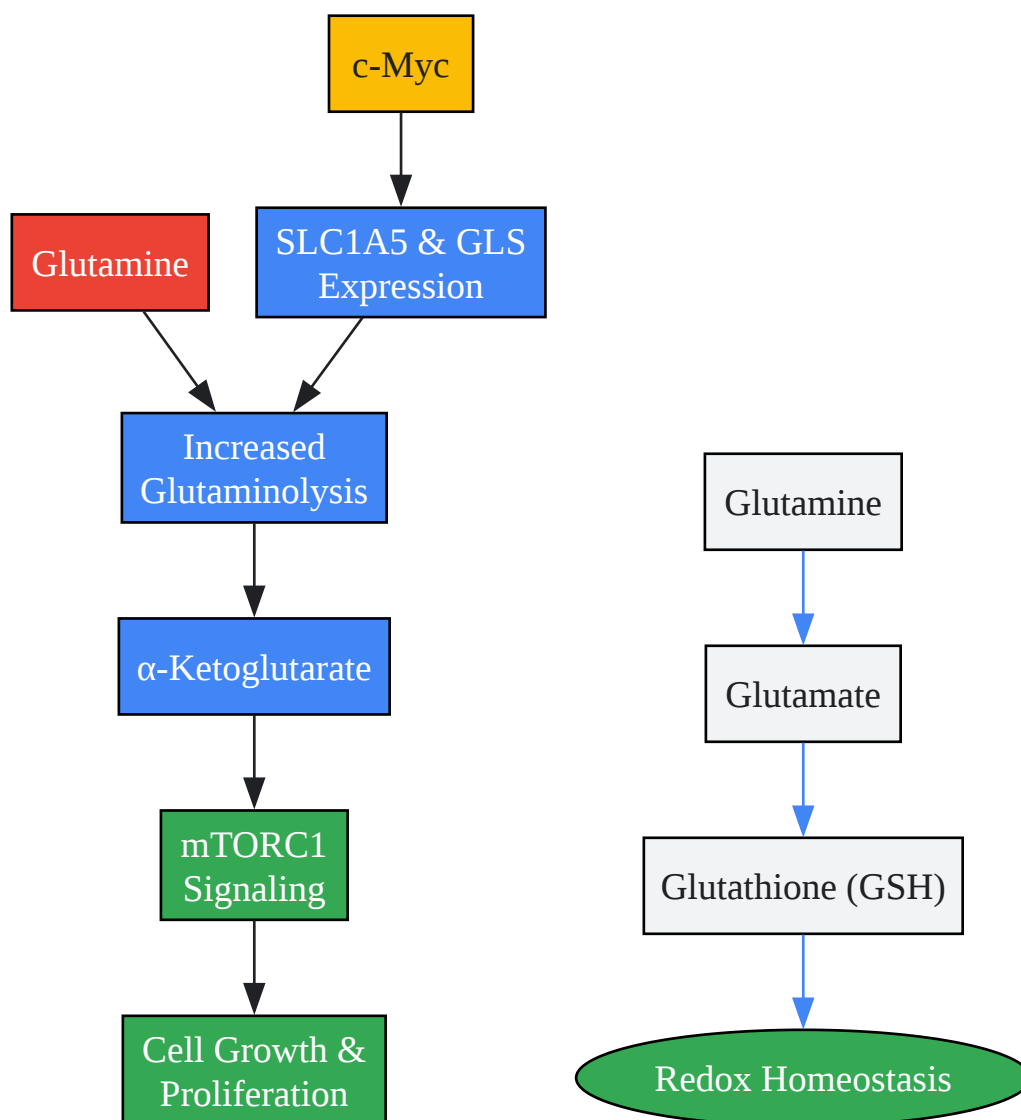 c-Myc
Glutamine
SLC1A5 & GLS
Expression
Increased
Glutaminolysis
α-Ketoglutarate
mTORC1
Signaling
Cell Growth &
Proliferation
Glutamine
Glutamate
Glutathione (GSH)
Redox Homeostasis